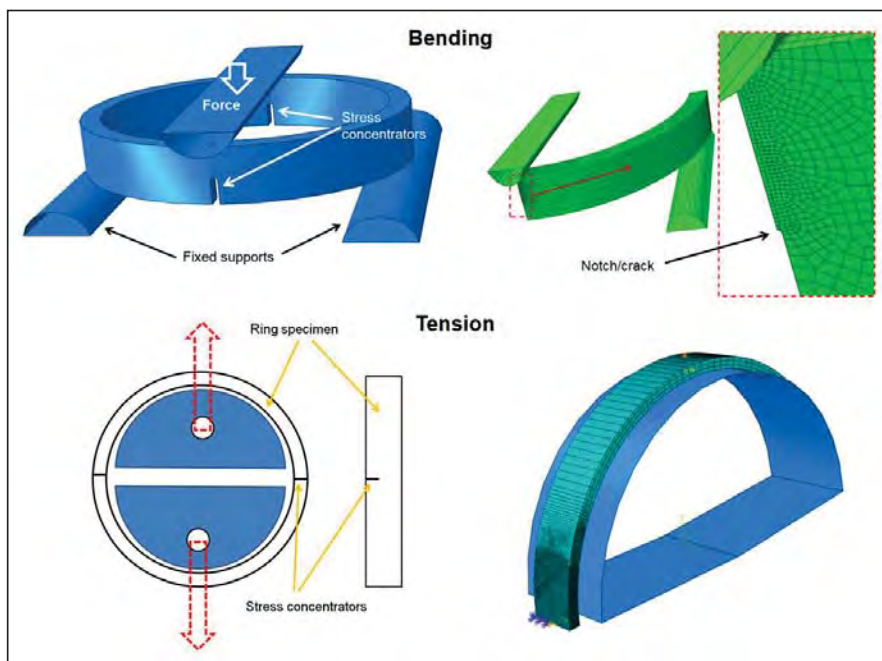 Bending
Force
Stress
concentrators
Fixed supports
Notch/crack
Tension
Ring specimen
Stress concentrators